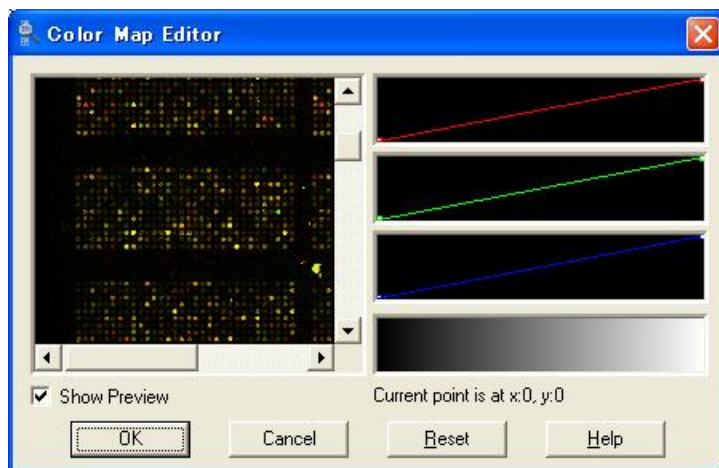 Color Map Editor
Show Preview
Current point is at x:0, y:0
OK
Cancel
Reset
Help